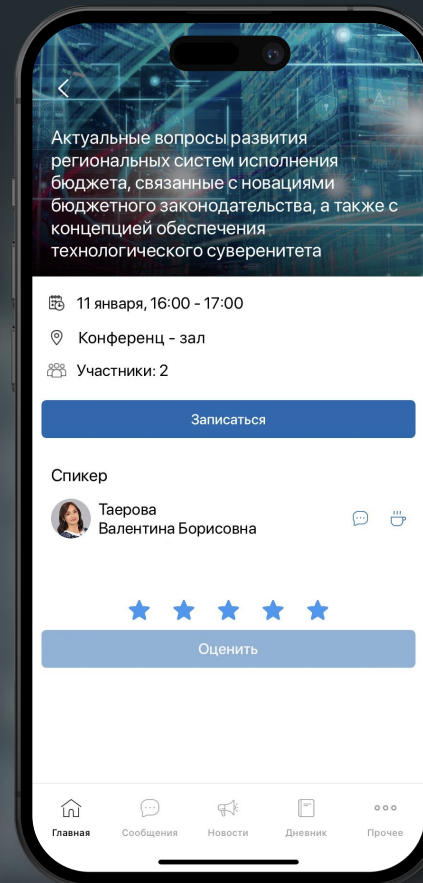 Актуальные вопросы развития
региональных систем исполнения
бюджета, связанные с новациями
бюджетного законодательства, а также с
концепцией обеспечения
технологического суверенитета
11 января, 16:00 - 17:00
Конференц - зал
Участники: 2
Записаться
Спикер
Таерова
Валентина Борисовна
Оценить
Главная Сообщения Новости Дневник Прочее